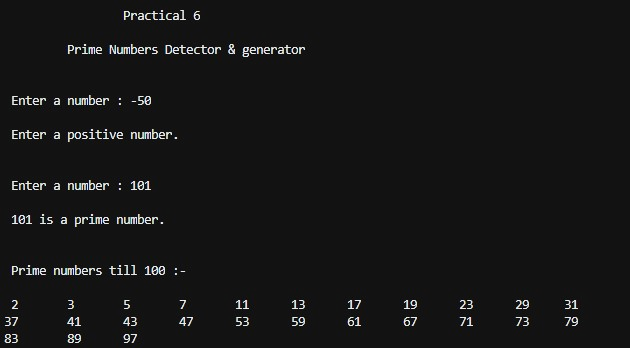 Practical 6
Prime Numbers Detector & generator
Enter a number : -50
Enter a positive number.
Enter a number : 101
101 is a prime number.
Prime numbers till 100 :-
2 3 5 7 11 13 17 19 23 29 31
37 41 43 47 53 59 61 67 71 73 79
83 89 97